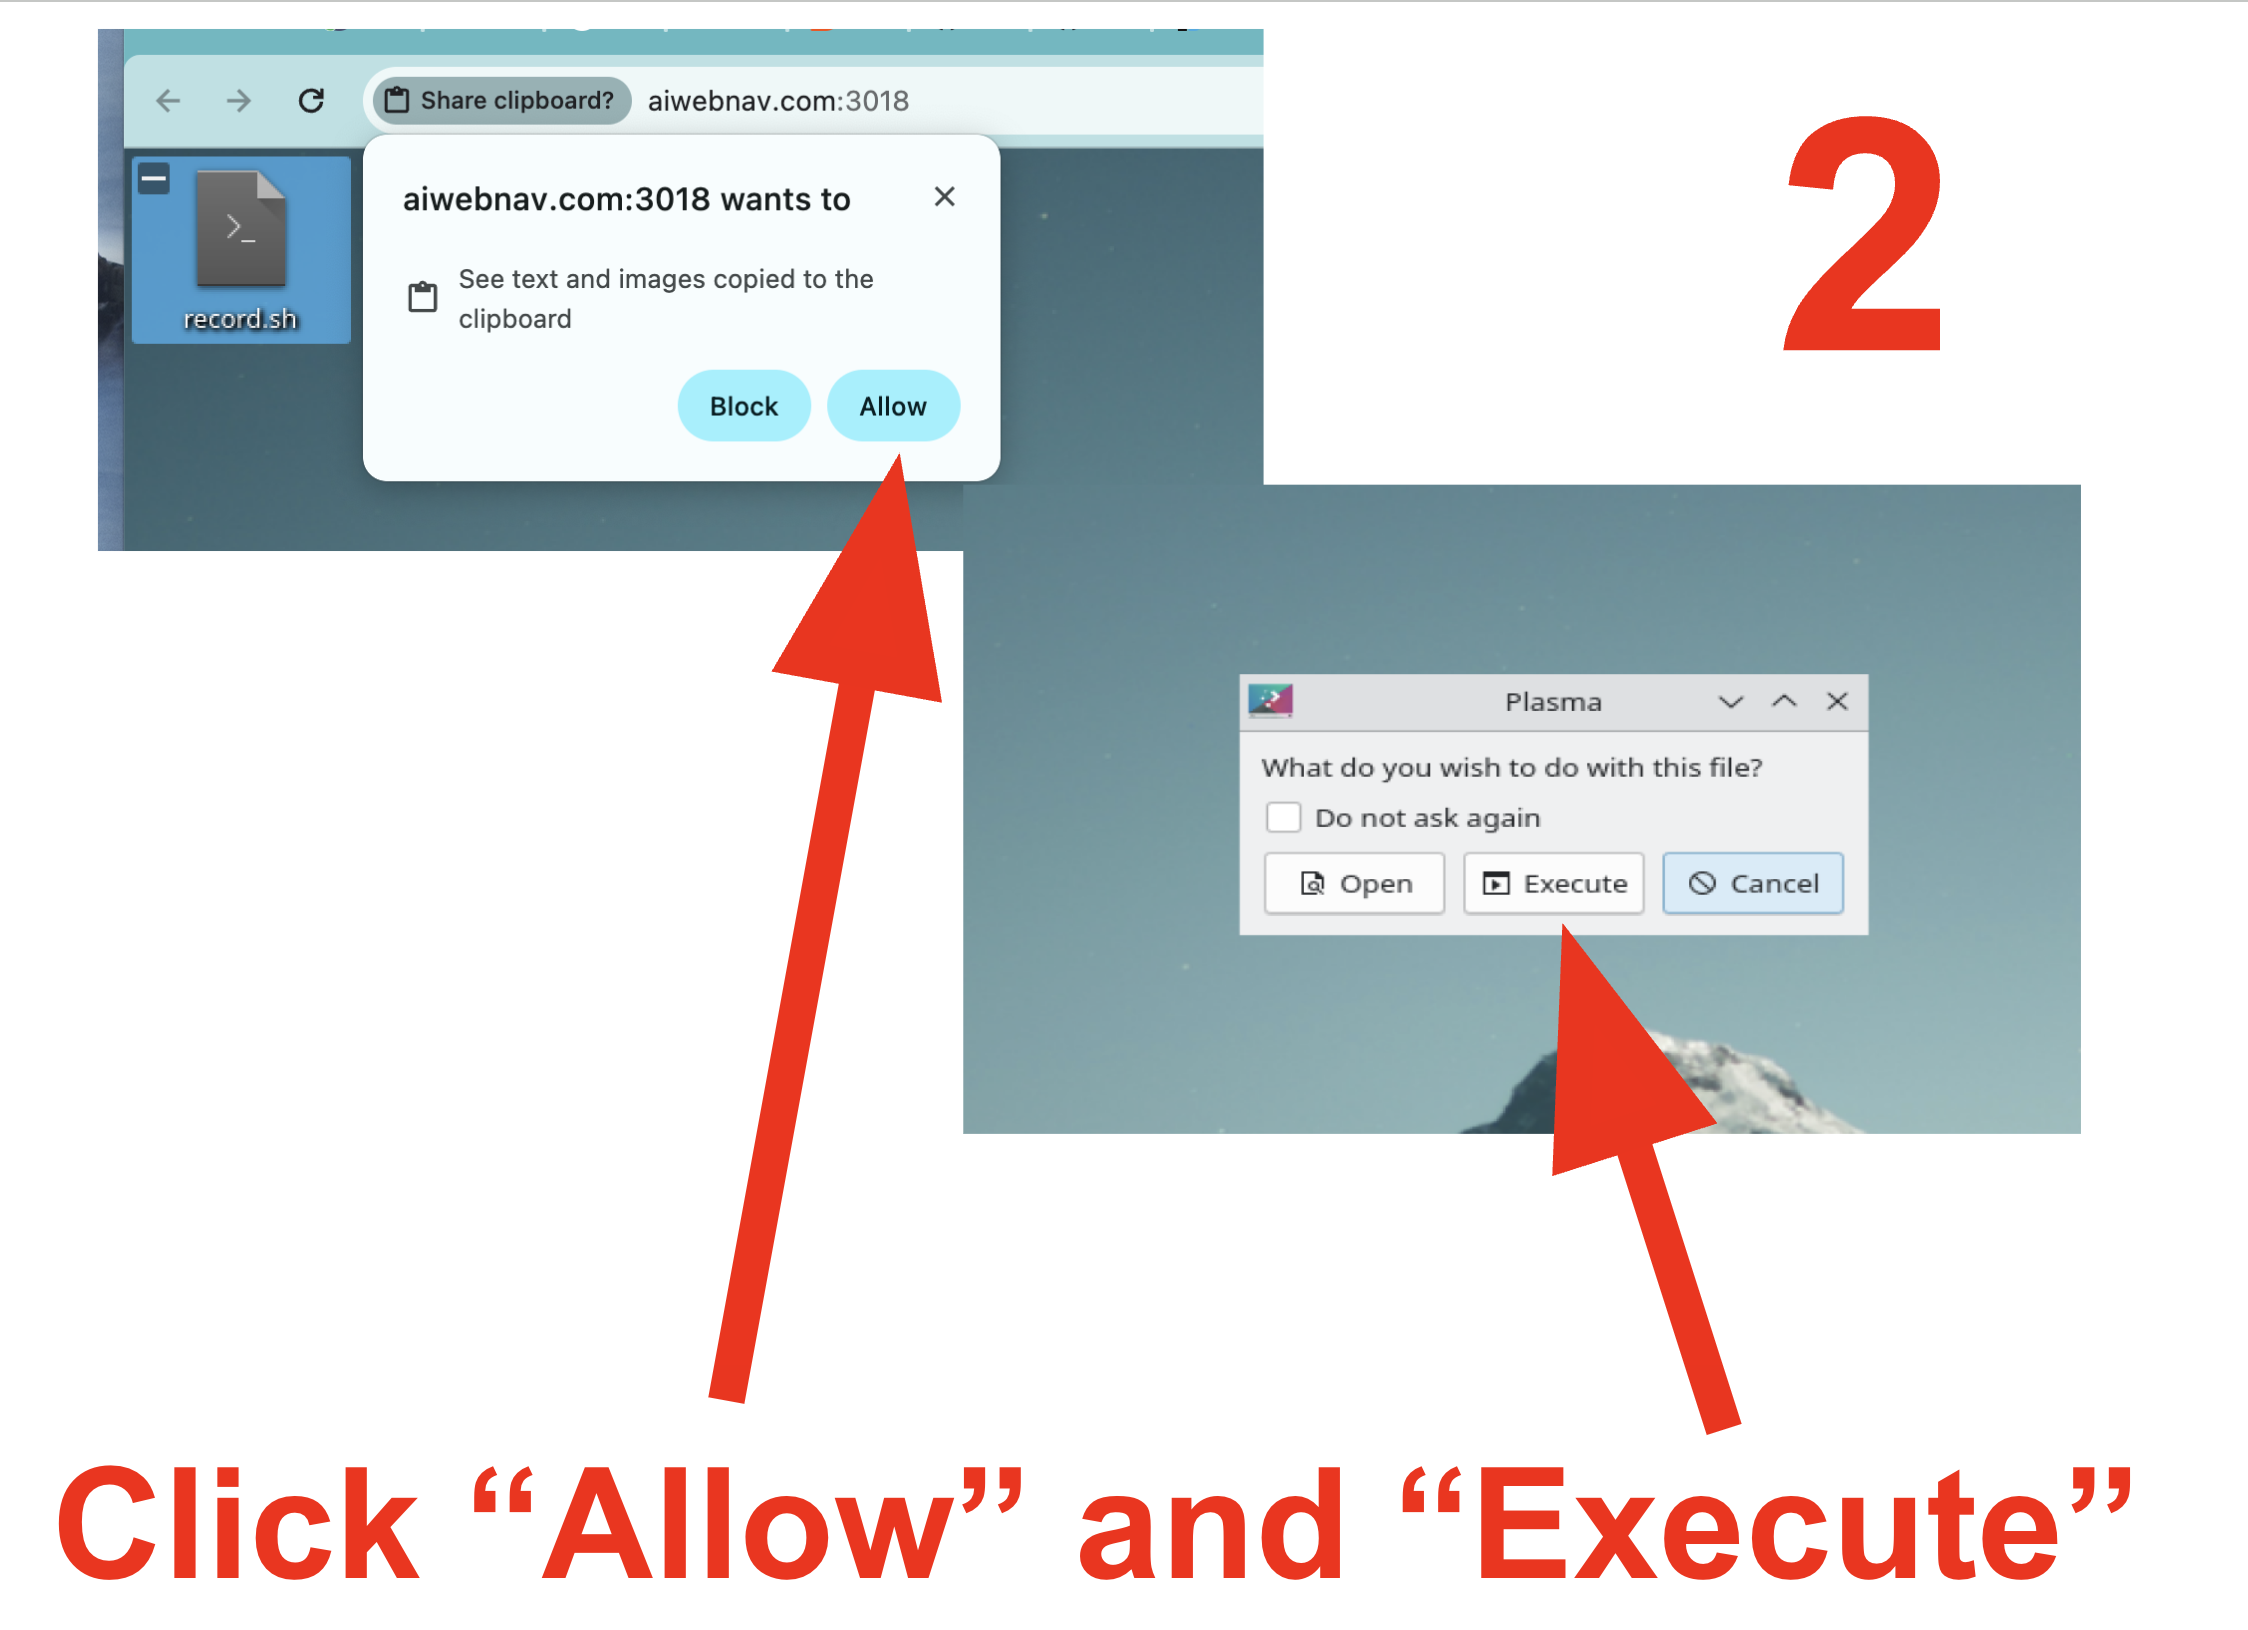 Share clipboard? aiwebnav.com:3018
2
aiwebnav.com:3018 wants to
See text and images copied to the
clipboard
record.sh
Block Allow
Plasma
What do you wish to do with this file?
Do not ask again
Open Execute Cancel
Click “Allow” and “Execute”